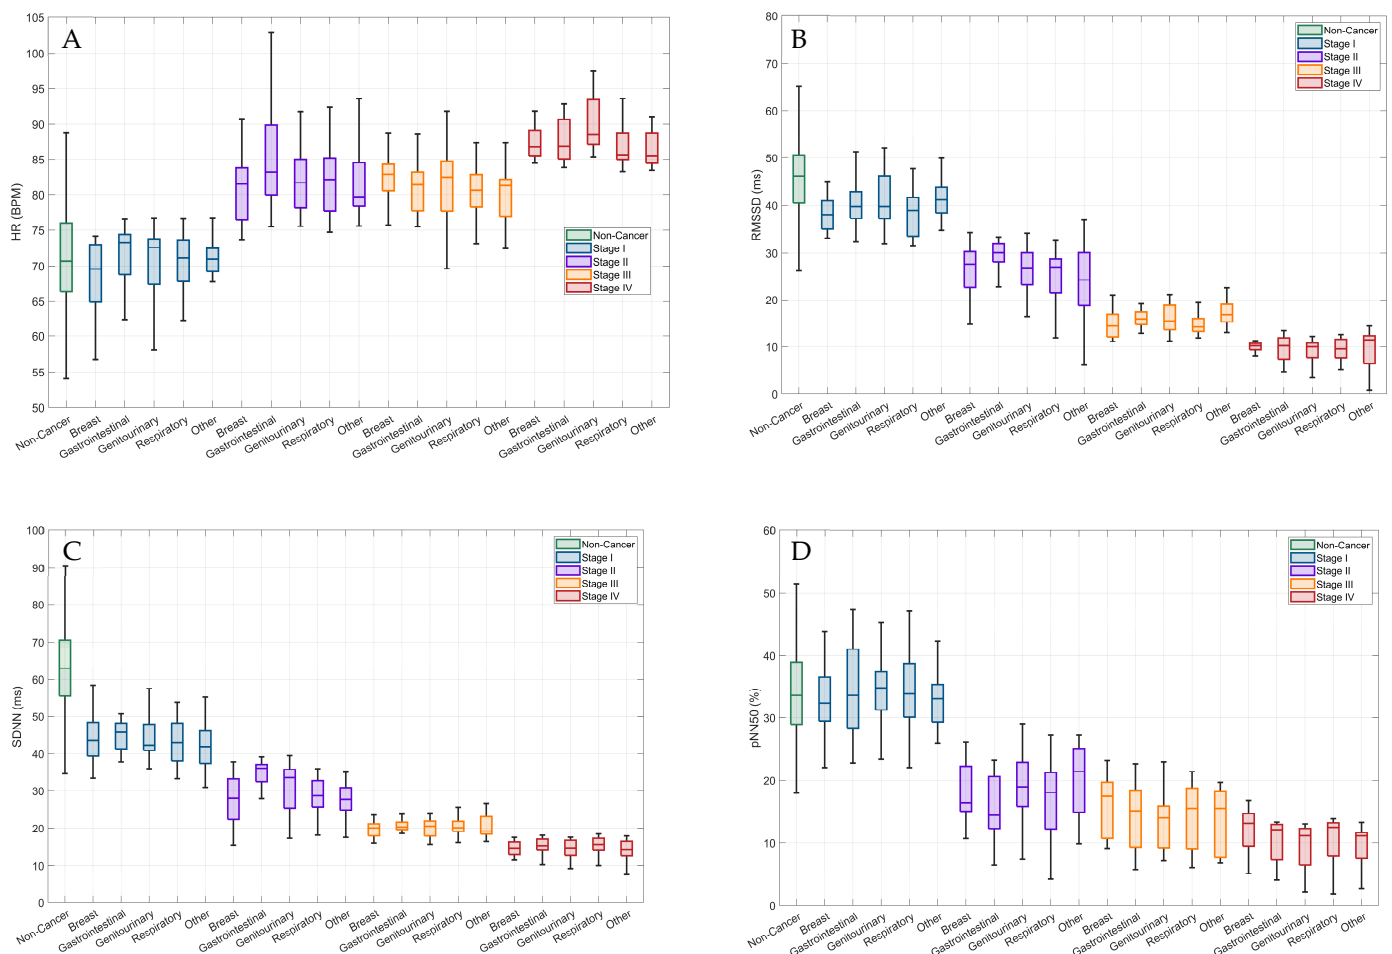 A
HR (BPM)
105
100
95
90
85
80
75
70
65
60
55
50
Non-Cancer
Stage I
Stage II
Stage III
Stage IV
Non-Cancer
Breast
Gastrointestinal
Genitourinary
Respiratory
Other
Breast
Gastrointestinal
Genitourinary
Respiratory
Other
Breast
Gastrointestinal
Genitourinary
Respiratory
Other
Breast
Gastrointestinal
Genitourinary
Respiratory
Other
B
RMSSD (ms)
80
70
60
50
40
30
20
10
0
Non-Cancer
Stage I
Stage II
Stage III
Stage IV
Non-Cancer
Breast
Gastrointestinal
Genitourinary
Respiratory
Other
Breast
Gastrointestinal
Genitourinary
Respiratory
Other
Breast
Gastrointestinal
Genitourinary
Respiratory
Other
Breast
Gastrointestinal
Genitourinary
Respiratory
Other
C
SDNN (ms)
100
90
80
70
60
50
40
30
20
10
0
Non-Cancer
Stage I
Stage II
Stage III
Stage IV
Non-Cancer
Breast
Gastrointestinal
Genitourinary
Respiratory
Other
Breast
Gastrointestinal
Genitourinary
Respiratory
Other
Breast
Gastrointestinal
Genitourinary
Respiratory
Other
Breast
Gastrointestinal
Genitourinary
Respiratory
Other
D
pNN50 (%)
60
50
40
30
20
10
0
Non-Cancer
Stage I
Stage II
Stage III
Stage IV
Non-Cancer
Breast
Gastrointestinal
Genitourinary
Respiratory
Other
Breast
Gastrointestinal
Genitourinary
Respiratory
Other
Breast
Gastrointestinal
Genitourinary
Respiratory
Other
Breast
Gastrointestinal
Genitourinary
Respiratory
Other